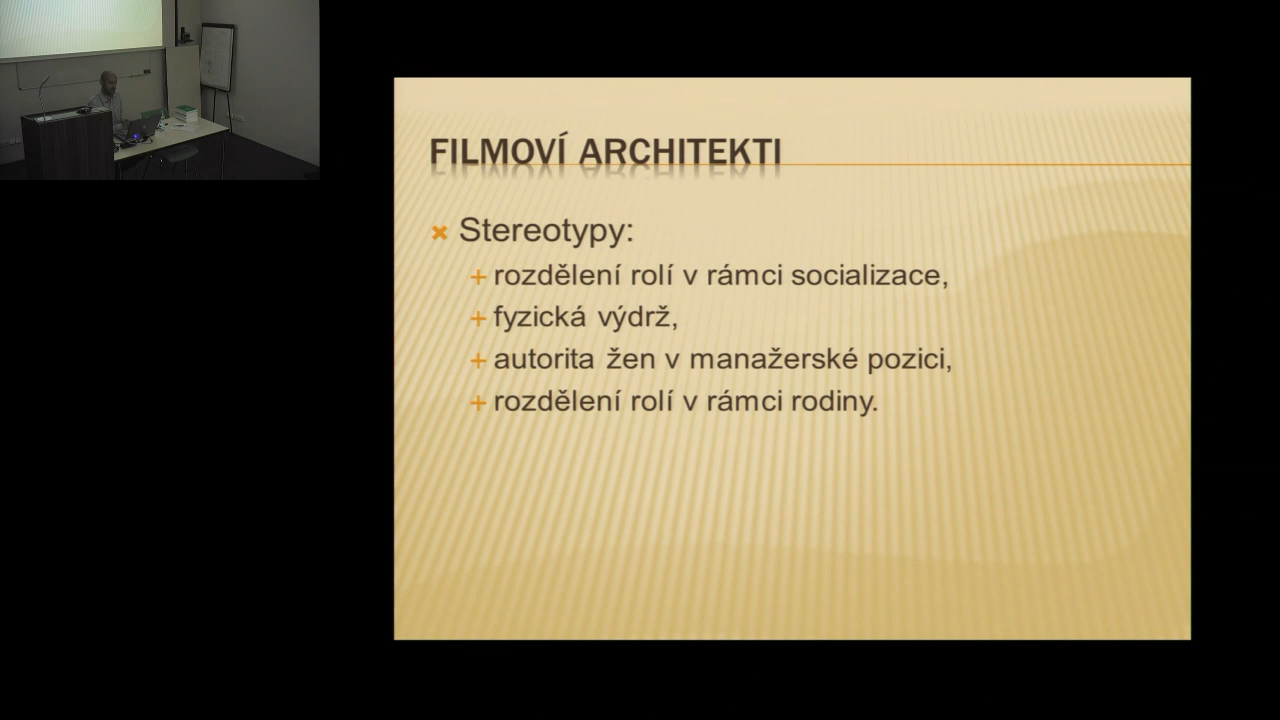 FILMOVÍ ARCHITEKTI
Stereotypy:
rozdělení rolí v rámci socializace,
fyzická výdrž,
autorita žen v manažerské pozici,
rozdělení rolí v rámci rodiny.